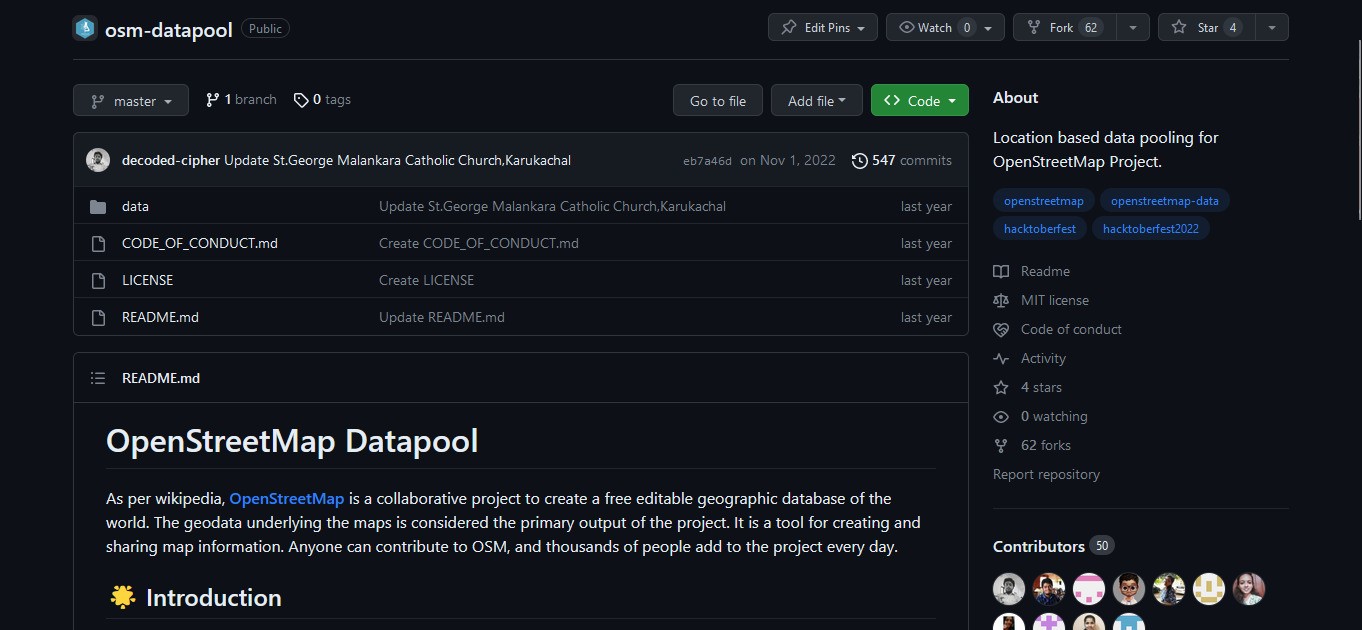 osm-datapool Public Edit Pins Watch 0 Fork 62 Star 4
master 1 branch 0 tags Go to file Add file Code
decoded-cipher Update St.George Malankara Catholic Church,Karukachal eb7a46d on Nov 1, 2022 547 commits
data Update St.George Malankara Catholic Church,Karukachal last year
CODE_OF_CONDUCT.md Create CODE_OF_CONDUCT.md last year
LICENSE Create LICENSE last year
README.md Update README.md last year
README.md
OpenStreetMap Datapool
As per wikipedia, OpenStreetMap is a collaborative project to create a free editable geographic database of the
world. The geodata underlying the maps is considered the primary output of the project. It is a tool for creating and
sharing map information. Anyone can contribute to OSM, and thousands of people add to the project every day.
Introduction
About
Location based data pooling for
OpenStreetMap Project.
openstreetmap openstreetmap-data
hacktoberfest hacktoberfest2022
Readme
MIT license
Code of conduct
Activity
4 stars
0 watching
62 forks
Report repository
Contributors 50